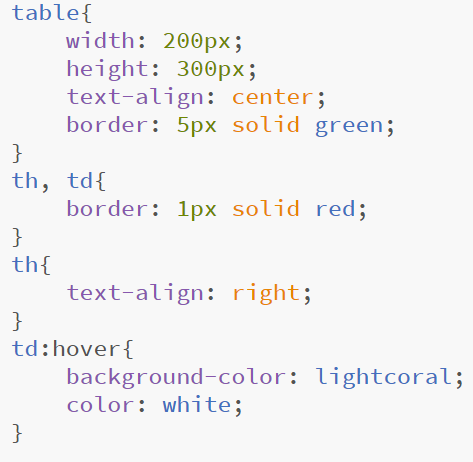 table{
    width: 200px;
    height: 300px;
    text-align: center;
    border: 5px solid green;
}
th, td{
    border: 1px solid red;
}
th{
    text-align: right;
}
td:hover{
    background-color: lightcoral;
    color: white;
}